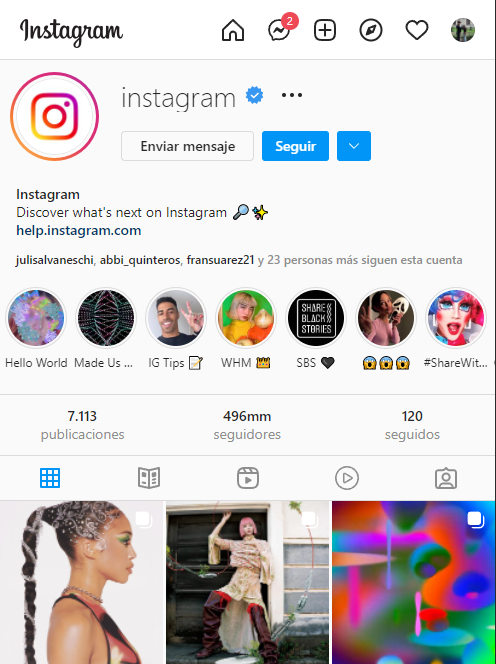 Instagram
2
instagram
Enviar mensaje
Seguir
Instagram
Discover what's next on Instagram 🔎✨
help.instagram.com
julisalvaneschi, abbi_quinteros, fransuarez21 y 23 personas más siguen esta cuenta
SHARE
BLACK
STORIES
Hello World Made Us ... IG Tips 📝 WHM 👑 SBS 🖤 😱😱😱 #ShareWit...
7.113 496mm 120
publicaciones seguidores seguidos